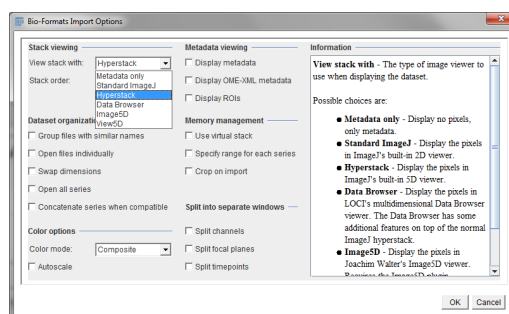 Bio-Formats Import Options
Stack viewing
View stack with:
Hyperstack
Metadata only
Standard ImageJ
Hyperstack
Data Browser
Image5D
View5D
Stack order:
Dataset organizati
Group files with similar names
Open files individually
Swap dimensions
Open all series
Concatenate series when compatible
Color options
Color mode:
Composite
Autoscale
Metadata viewing
Display metadata
Display OME-XML metadata
Display ROIs
Memory management
Use virtual stack
Specify range for each series
Crop on import
Split into separate windows
Split channels
Split focal planes
Split timepoints
Information
View stack with - The type of image viewer to
use when displaying the dataset.
Possible choices are:
Metadata only - Display no pixels,
only metadata.
Standard ImageJ - Display the pixels
in ImageJ's built-in 2D viewer.
Hyperstack - Display the pixels in
ImageJ's built-in 5D viewer.
Data Browser - Display the pixels in
LOCI's multidimensional Data Browser
viewer. The Data Browser has some
additional features on top of the normal
ImageJ hyperstack.
Image5D - Display the pixels in
Joachim Walter's Image5D viewer.
Requires the Image5D plugin
OK
Cancel